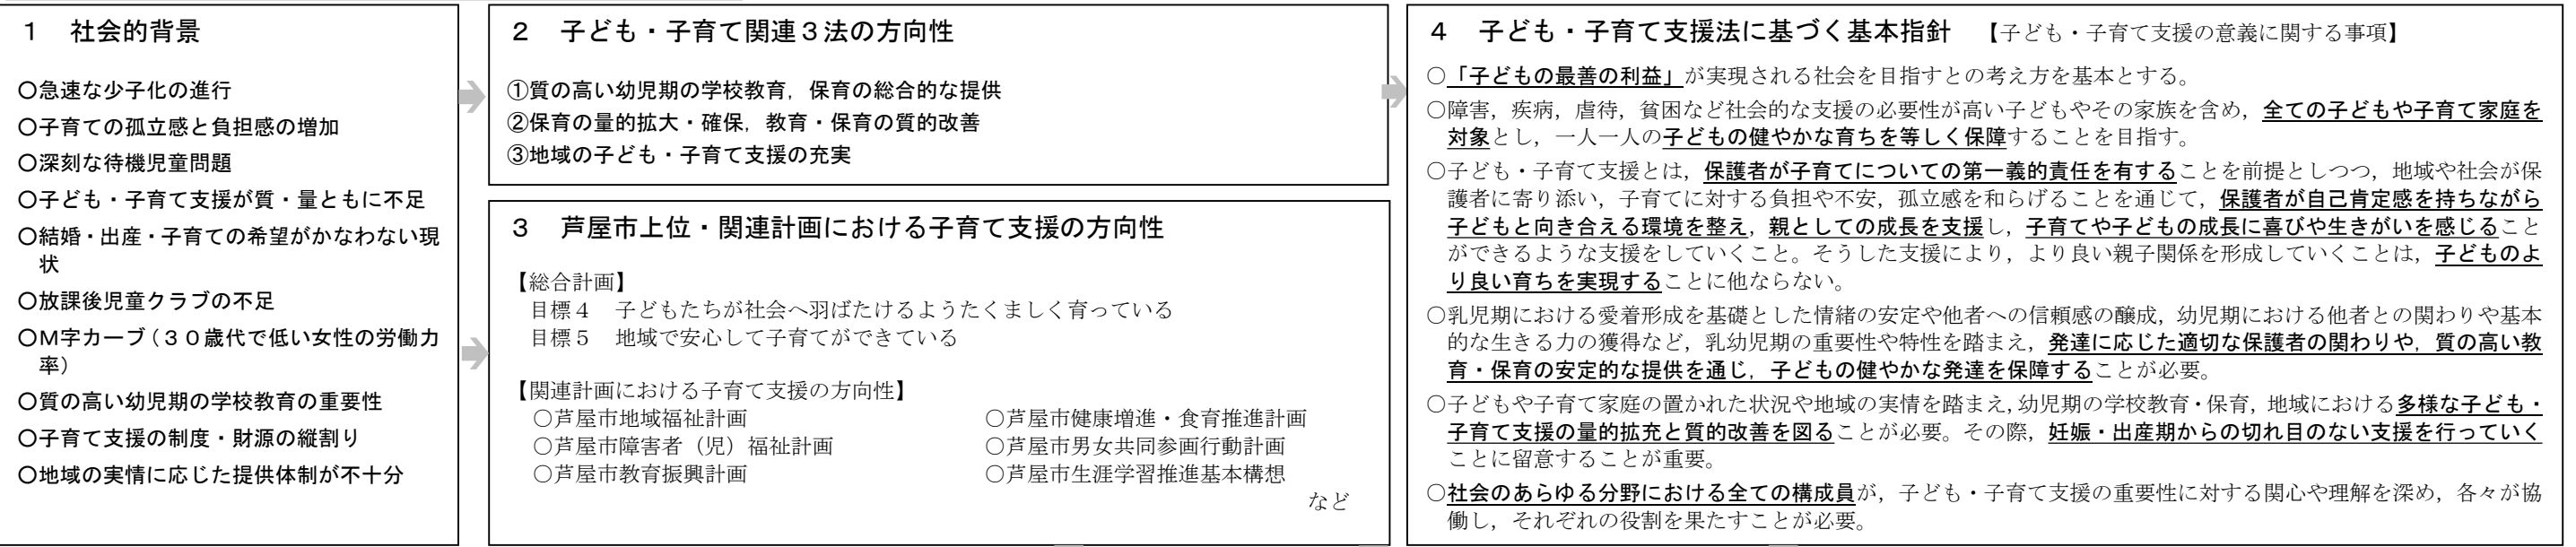 １　社会的背景
〇急速な少子化の進行
〇子育ての孤立感と負担感の増加
〇深刻な待機児童問題
〇子ども・子育て支援が質・量ともに不足
〇結婚・出産・子育ての希望がかなわない現
状
〇放課後児童クラブの不足
〇Ｍ字カーブ（３０歳代で低い女性の労働力
率）
〇質の高い幼児期の学校教育の重要性
〇子育て支援の制度・財源の縦割り
〇地域の実情に応じた提供体制が不十分
２　子ども・子育て関連３法の方向性
①質の高い幼児期の学校教育，保育の総合的な提供
②保育の量的拡大・確保，教育・保育の質的改善
③地域の子ども・子育て支援の充実
３　芦屋市上位・関連計画における子育て支援の方向性
【総合計画】
目標４　子どもたちが社会へ羽ばたけるようたくましく育っている
目標５　地域で安心して子育てができている
【関連計画における子育て支援の方向性】
○芦屋市地域福祉計画　○芦屋市健康増進・食育推進計画
○芦屋市障害者（児）福祉計画　○芦屋市男女共同参画行動計画
○芦屋市教育振興計画　○芦屋市生涯学習推進基本構想
など
４　子ども・子育て支援法に基づく基本指針　【子ども・子育て支援の意義に関する事項】
○「子どもの最善の利益」が実現される社会を目指すとの考え方を基本とする。
○障害，疾病，虐待，貧困など社会的な支援の必要性が高い子どもやその家族を含め，全ての子どもや子育て家庭を
対象とし，一人一人の子どもの健やかな育ちを等しく保障することを目指す。
○子ども・子育て支援とは，保護者が子育てについての第一義的責任を有することを前提としつつ，地域や社会が保
護者に寄り添い，子育てに対する負担や不安，孤立感を和らげることを通じて，保護者が自己肯定感を持ちながら
子どもと向き合える環境を整え，親としての成長を支援し，子育てや子どもの成長に喜びや生きがいを感じること
ができるような支援をしていくこと。そうした支援により，より良い親子関係を形成していくことは，子どものよ
り良い育ちを実現することに他ならない。
○乳児期における愛着形成を基礎とした情緒の安定や他者への信頼感の醸成，幼児期における他者との関わりや基本
的な生きる力の獲得など，乳幼児期の重要性や特性を踏まえ，発達に応じた適切な保護者の関わりや，質の高い教
育・保育の安定的な提供を通じ，子どもの健やかな発達を保障することが必要。
○子どもや子育て家庭の置かれた状況や地域の実情を踏まえ，幼児期の学校教育・保育，地域における多様な子ども・
子育て支援の量的拡充と質的改善を図ることが必要。その際，妊娠・出産期からの切れ目のない支援を行っていく
ことに留意することが重要。
○社会のあらゆる分野における全ての構成員が，子ども・子育て支援の重要性に対する関心や理解を深め，各々が協
働し，それぞれの役割を果たすことが必要。